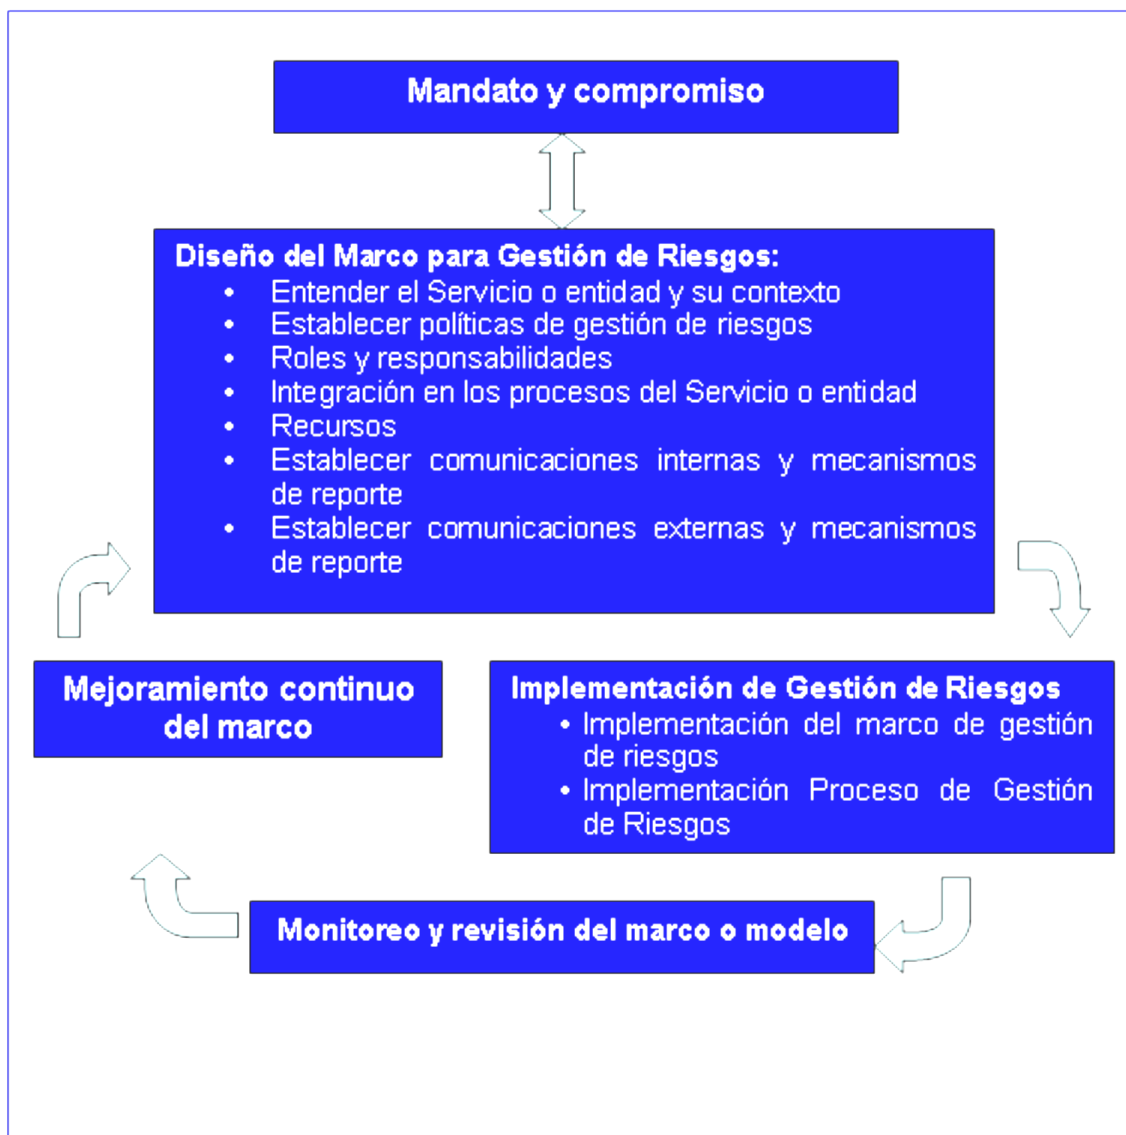 Mandato y compromiso
Diseño del Marco para Gestión de Riesgos:
• Entender el Servicio o entidad y su contexto
• Establecer políticas de gestión de riesgos
• Roles y responsabilidades
• Integración en los procesos del Servicio o entidad
• Recursos
• Establecer comunicaciones internas y mecanismos
de reporte
• Establecer comunicaciones externas y mecanismos
de reporte
Mejoramiento continuo
del marco
Implementación de Gestión de Riesgos
• Implementación del marco de gestión
de riesgos
• Implementación Proceso de Gestión
de Riesgos
Monitoreo y revisión del marco o modelo